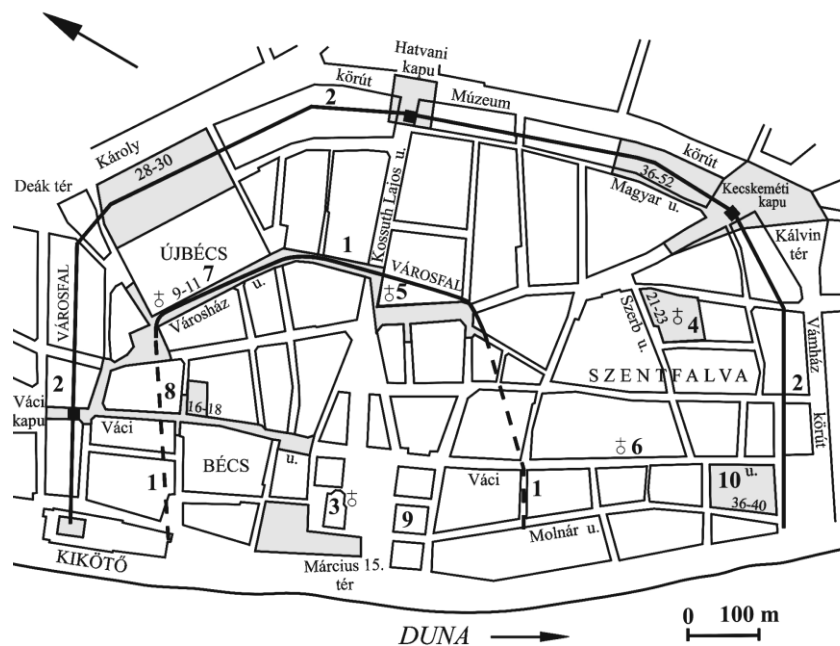 Hatvani
kapu
körút
2
Múzeum
Károly
28-30
körút
Deák tér
36-52
Magyar u.
Kecskeméti
kapu
Kossuth Lajos u.
1
ÚJBÉCS
7
9-11
Kálvin
tér
VÁROSFAL
VÁROSFAL
Városház
u.
5
21-23
4
Szerb u.
Vámház
2
8
16-18
SZENTFALVA
2
Váci
kapu
Váci
körút
BÉCS
u.
6
1
3
9
Váci
1
10
u.
36-40
Molnár u.
KIKÖTŐ
Március 15.
tér
0 100 m
DUNA